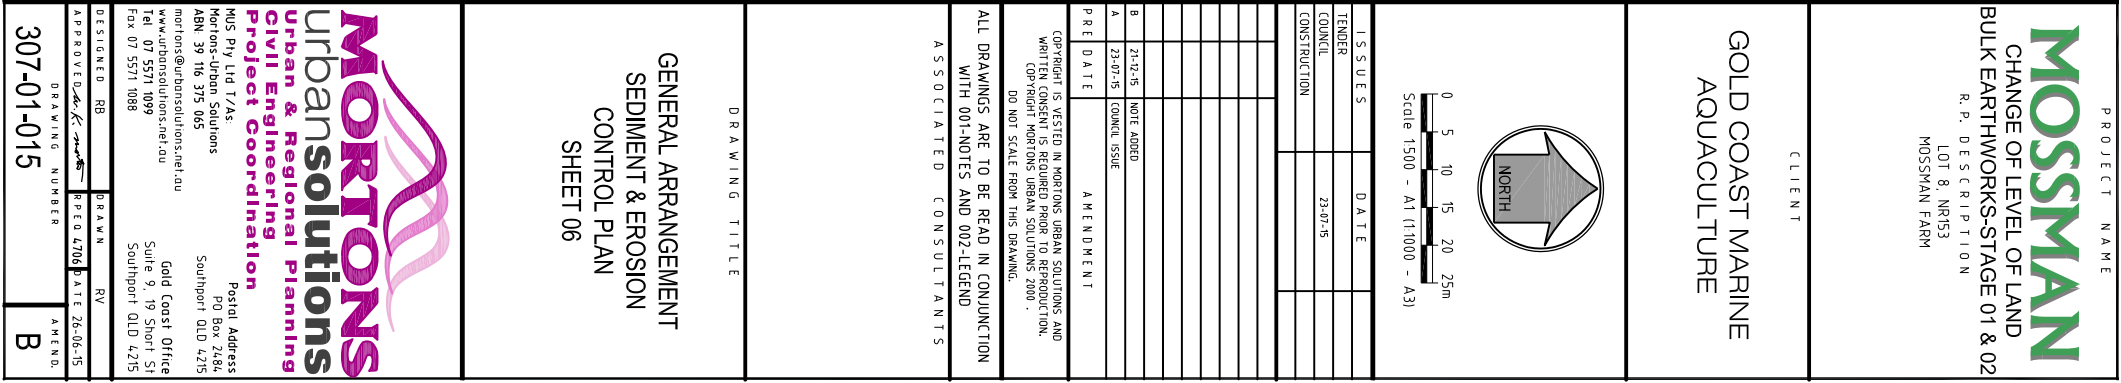 PROJECT NAME
MOSSMAN
CHANGE OF LEVEL OF LAND
BULK EARTHWORKS-STAGE 01 & 02
R.P. DESCRIPTION
LOT 8, NR153
MOSSMAN FARM
CLIENT
GOLD COAST MARINE
AQUACULTURE
NORTH
0 5 10 15 20 25m
Scale 1:500 - A1 (1:1000 - A3)
ISSUES DATE
TENDER
COUNCIL 23-07-15
CONSTRUCTION
B 21-12-15 NOTE ADDED
A 23-07-15 COUNCIL ISSUE
PRE DATE AMENDMENT
COPYRIGHT IS VESTED IN MORTONS URBAN SOLUTIONS AND
WRITTEN CONSENT IS REQUIRED PRIOR TO REPRODUCTION.
COPYRIGHT MORTONS URBAN SOLUTIONS 2000 .
DO NOT SCALE FROM THIS DRAWING.
ALL DRAWINGS ARE TO BE READ IN CONJUNCTION
WITH 001-NOTES AND 002-LEGEND
ASSOCIATED CONSULTANTS
DRAWING TITLE
GENERAL ARRANGEMENT
SEDIMENT & EROSION
CONTROL PLAN
SHEET 06
MORTONS
urbansolutions
Urban & Regional Planning
Civil Engineering
Project Coordination
MUS Pty Ltd T/As:
Mortons-Urban Solutions
ABN: 39 116 375 065
mortons@urbansolutions.net.au
www.urbansolutions.net.au
Tel 07 5571 1099
Fax 07 5571 1088
Postal Address
PO Box 2484
Southport QLD 4215
Gold Coast Office
Suite 9, 19 Short St
Southport QLD 4215
DESIGNED RB DRAWN RV
APPROVED RPEQ 4706 DATE 26-06-15
DRAWING NUMBER AMEND.
307-01-015 B